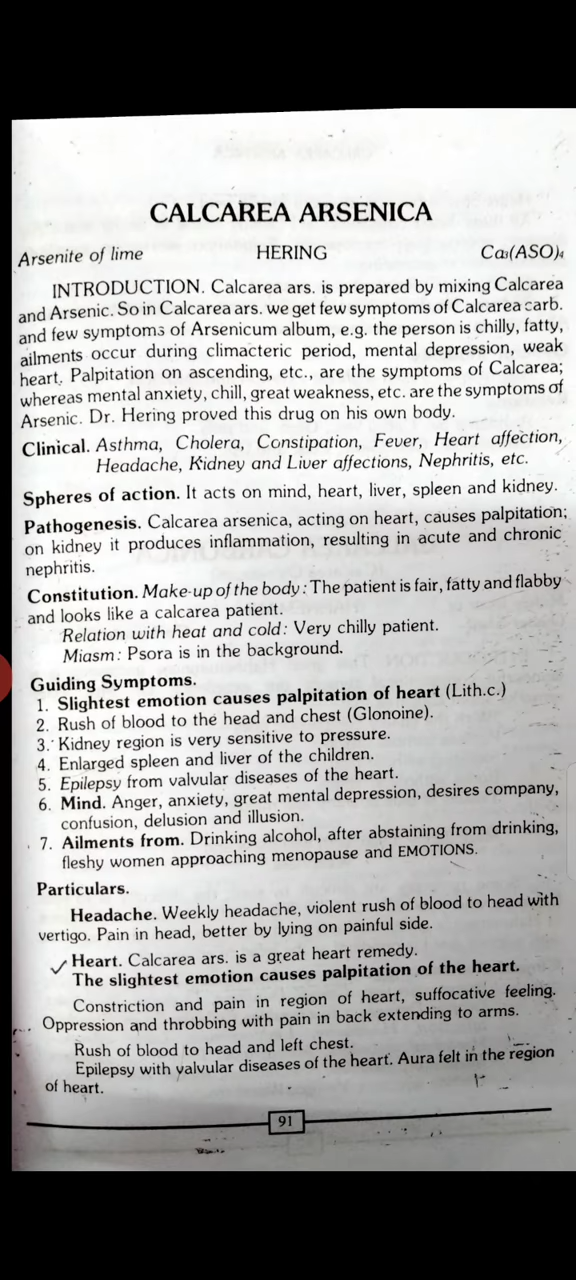 CALCAREA ARSENICA
Arsenite of lime HERING Ca₃(ASO)₄
INTRODUCTION. Calcarea ars. is prepared by mixing Calcarea
and Arsenic. So in Calcarea ars. we get few symptoms of Calcarea carb.
and few symptoms of Arsenicum album, e.g. the person is chilly, fatty,
ailments occur during climacteric period, mental depression, weak
heart. Palpitation on ascending, etc., are the symptoms of Calcarea;
whereas mental anxiety, chill, great weakness, etc. are the symptoms of
Arsenic. Dr. Hering proved this drug on his own body.
Clinical. Asthma, Cholera, Constipation, Fever, Heart affection,
Headache, Kidney and Liver affections, Nephritis, etc.
Spheres of action. It acts on mind, heart, liver, spleen and kidney.
Pathogenesis. Calcarea arsenica, acting on heart, causes palpitation;
on kidney it produces inflammation, resulting in acute and chronic
nephritis.
Constitution. Make-up of the body : The patient is fair, fatty and flabby
and looks like a calcarea patient.
Relation with heat and cold : Very chilly patient.
Miasm : Psora is in the background.
Guiding Symptoms.
1. Slightest emotion causes palpitation of heart (Lith.c.)
2. Rush of blood to the head and chest (Glonoine).
3. Kidney region is very sensitive to pressure.
4. Enlarged spleen and liver of the children.
5. Epilepsy from valvular diseases of the heart.
6. Mind. Anger, anxiety, great mental depression, desires company,
confusion, delusion and illusion.
7. Ailments from. Drinking alcohol, after abstaining from drinking,
fleshy women approaching menopause and EMOTIONS.
Particulars.
Headache. Weekly headache, violent rush of blood to head with
vertigo. Pain in head, better by lying on painful side.
Heart. Calcarea ars. is a great heart remedy.
The slightest emotion causes palpitation of the heart.
Constriction and pain in region of heart, suffocative feeling.
Oppression and throbbing with pain in back extending to arms.
Rush of blood to head and left chest.
Epilepsy with valvular diseases of the heart. Aura felt in the region
of heart.
91